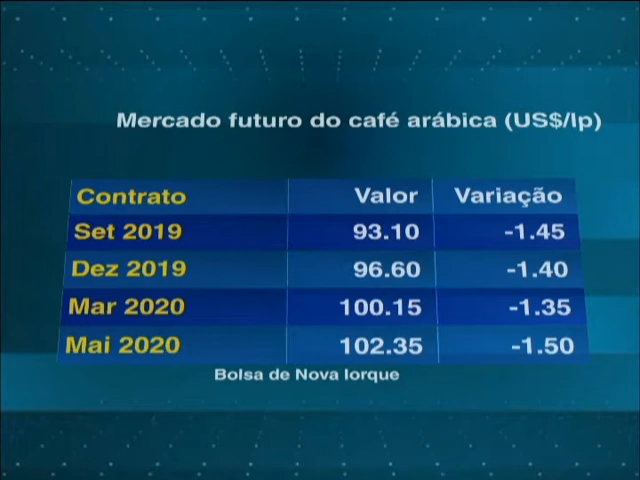 Mercado futuro do café arábica (US$/lp)
Contrato Valor Variação
Set 2019 93.10 -1.45
Dez 2019 96.60 -1.40
Mar 2020 100.15 -1.35
Mai 2020 102.35 -1.50
Bolsa de Nova Iorque